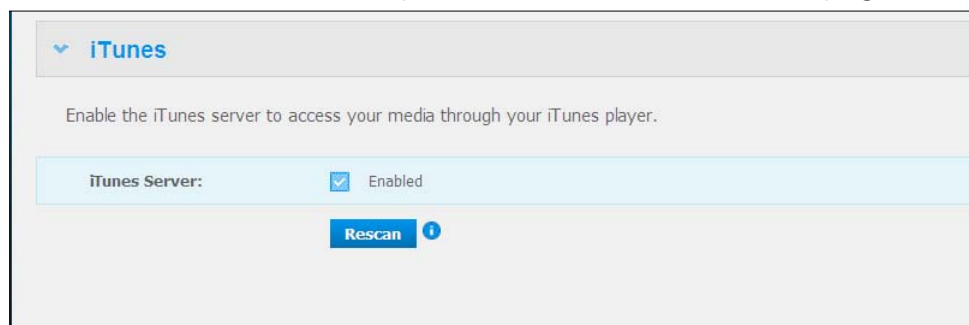 iTunes
Enable the iTunes server to access your media through your iTunes player.
iTunes Server: Enabled
Rescan